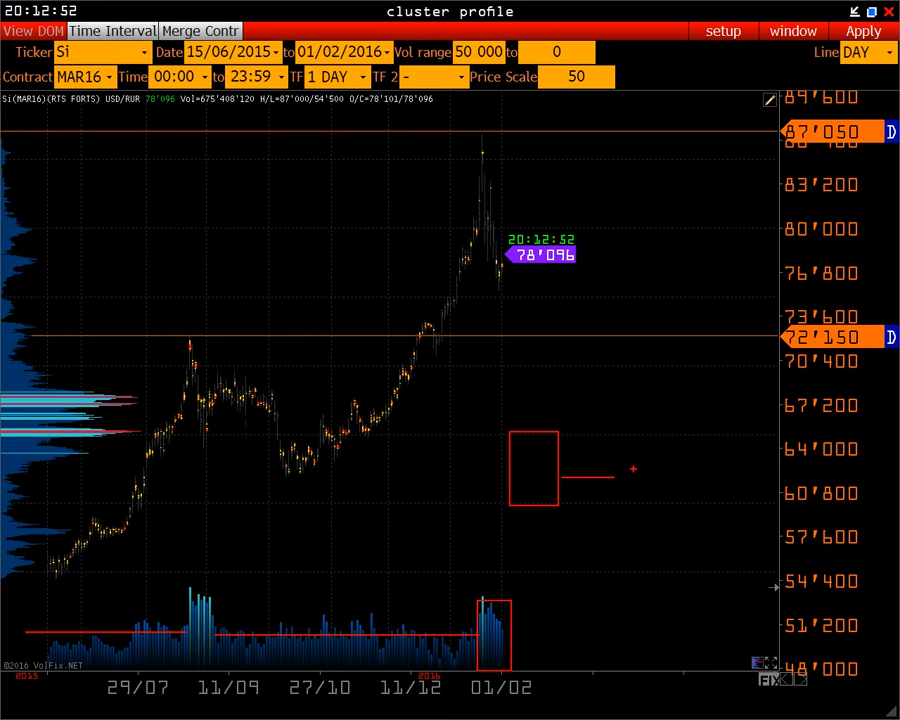 20:12:52 cluster profile
View DOM Time Interval Merge Contr setup window Apply
Ticker Si Date 15/06/2015 to 01/02/2016 Vol range 50 000 to 0 Line DAY
Contract MAR16 Time 00:00 to 23:59 TF 1 DAY TF 2 - Price Scale 50
Si(MAR16)(RTS FORTS) USD/RUR 78'096 Vol=675'408'120 H/L=87'000/54'500 O/C=78'101/78'096
89'600
87'050 D
83'200
80'000
20:12:52
78'096
76'800
73'600
72'150 D
70'400
67'200
64'000
60'800
57'600
54'400
51'200
48'000
©2016 VolFix.NET
2015 2016
29/07 11/09 27/10 11/12 01/02